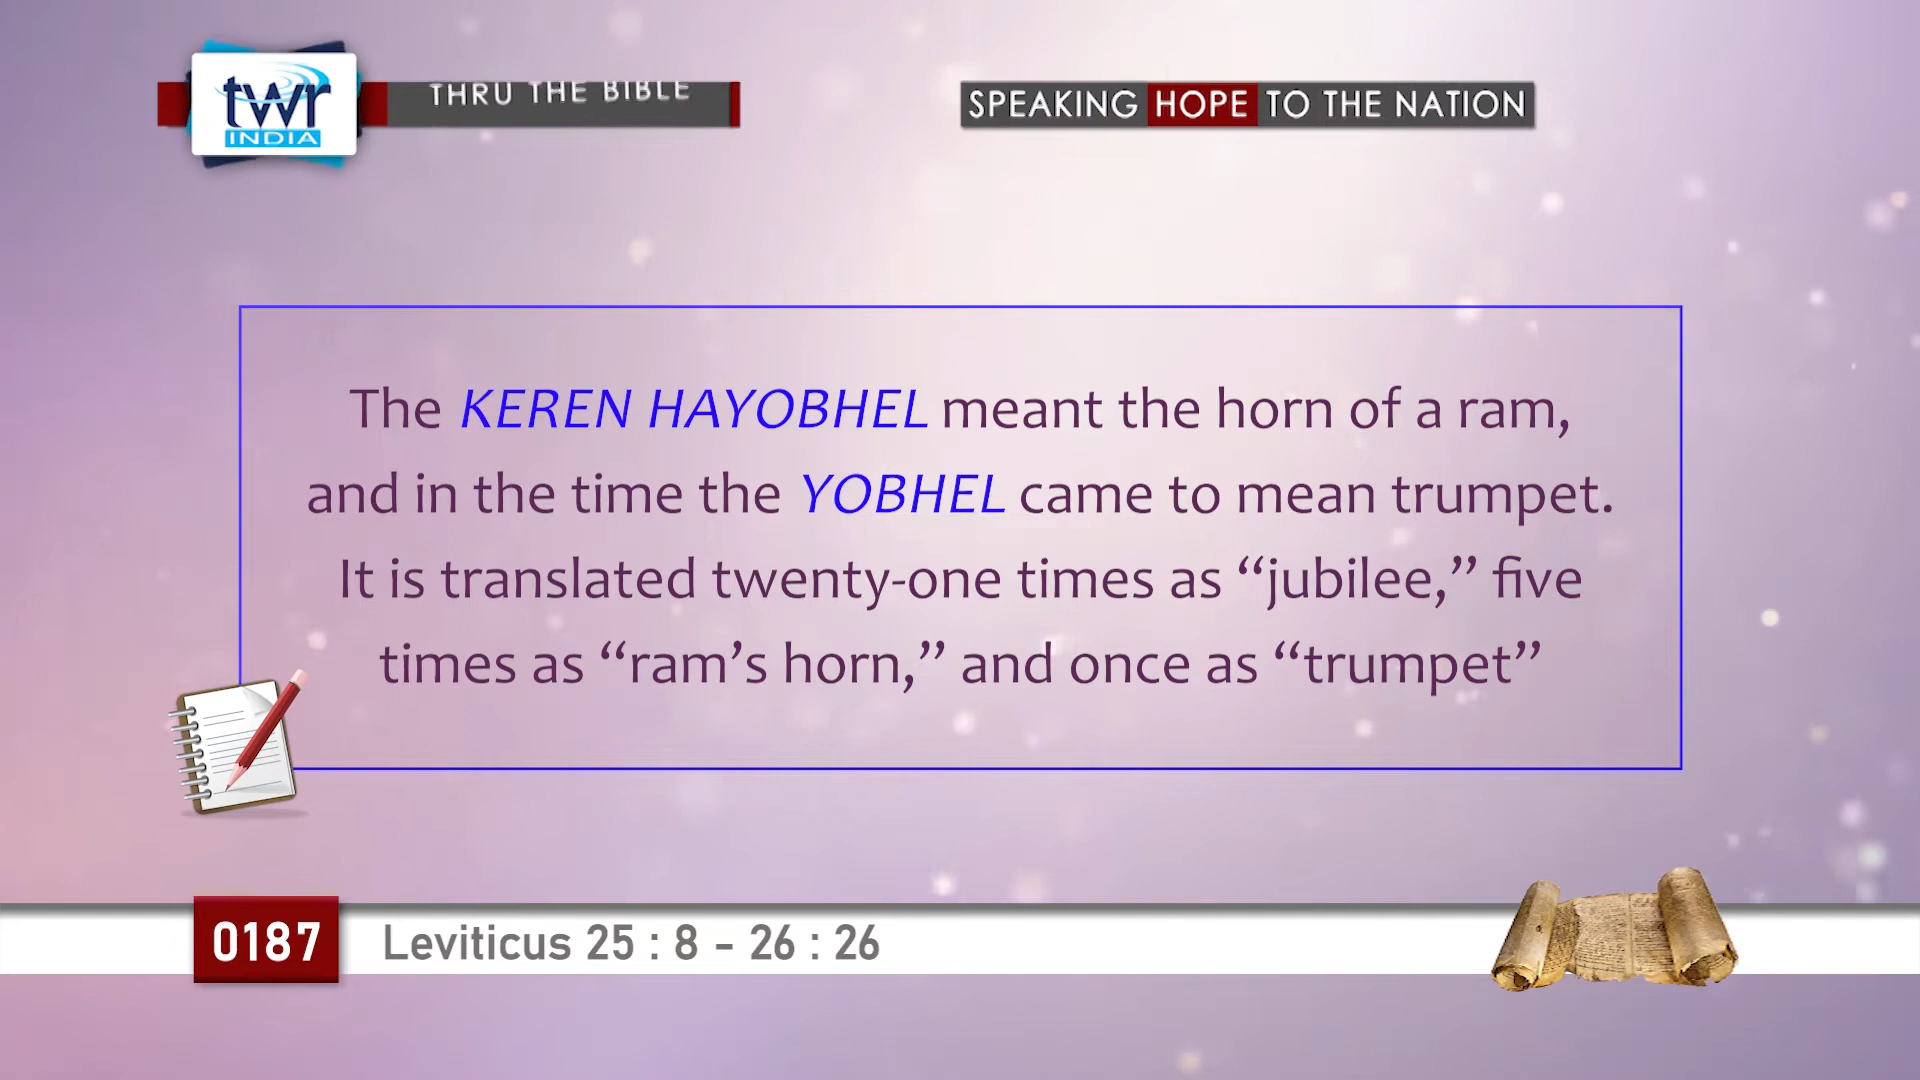 twr
INDIA
THRU THE BIBLE
SPEAKING HOPE TO THE NATION
The KEREN HAYOBHEL meant the horn of a ram,
and in the time the YOBHEL came to mean trumpet.
It is translated twenty-one times as “jubilee,” five
times as “ram’s horn,” and once as “trumpet”
0187 Leviticus 25 : 8 - 26 : 26